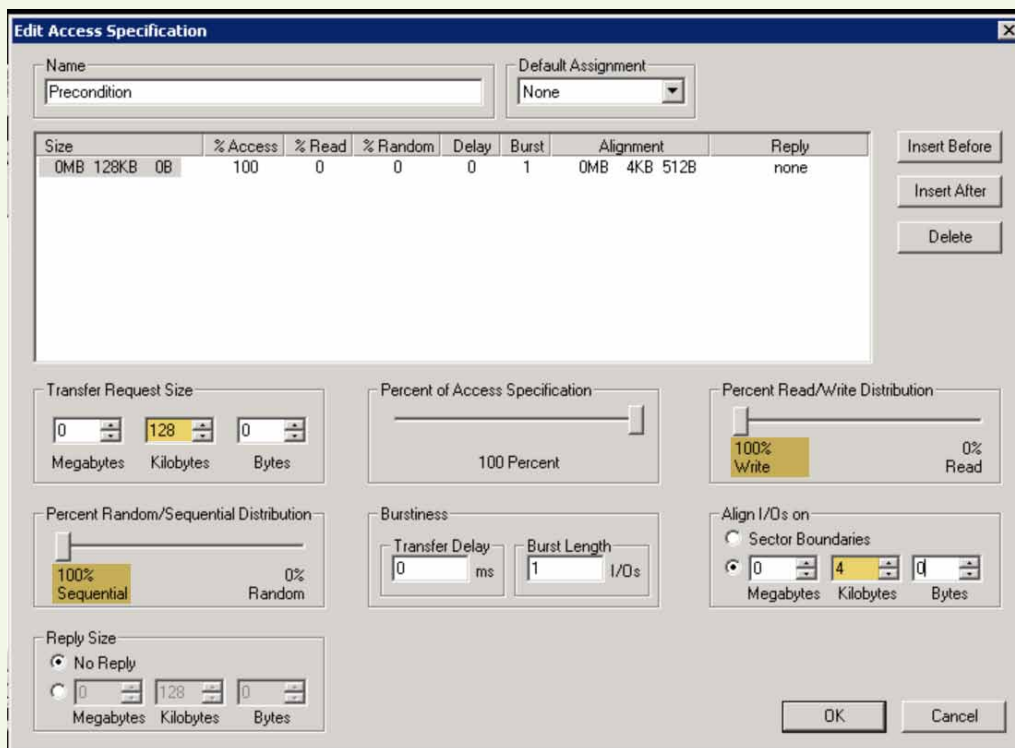 Edit Access Specification
Name
Default Assignment
Precondition
None
Size % Access % Read % Random Delay Burst Alignment Reply
0MB 128KB 0B 100 0 0 0 1 0MB 4KB 512B none
Insert Before
Insert After
Delete
Transfer Request Size
0 128 0
Megabytes Kilobytes Bytes
Percent of Access Specification
100 Percent
Percent Read/Write Distribution
100% 0%
Write Read
Percent Random/Sequential Distribution
100% 0%
Sequential Random
Burstiness
Transfer Delay Burst Length
0 ms 1 I/Os
Align I/Os on
Sector Boundaries
0 4 0
Megabytes Kilobytes Bytes
Reply Size
No Reply
0 128 0
Megabytes Kilobytes Bytes
OK Cancel